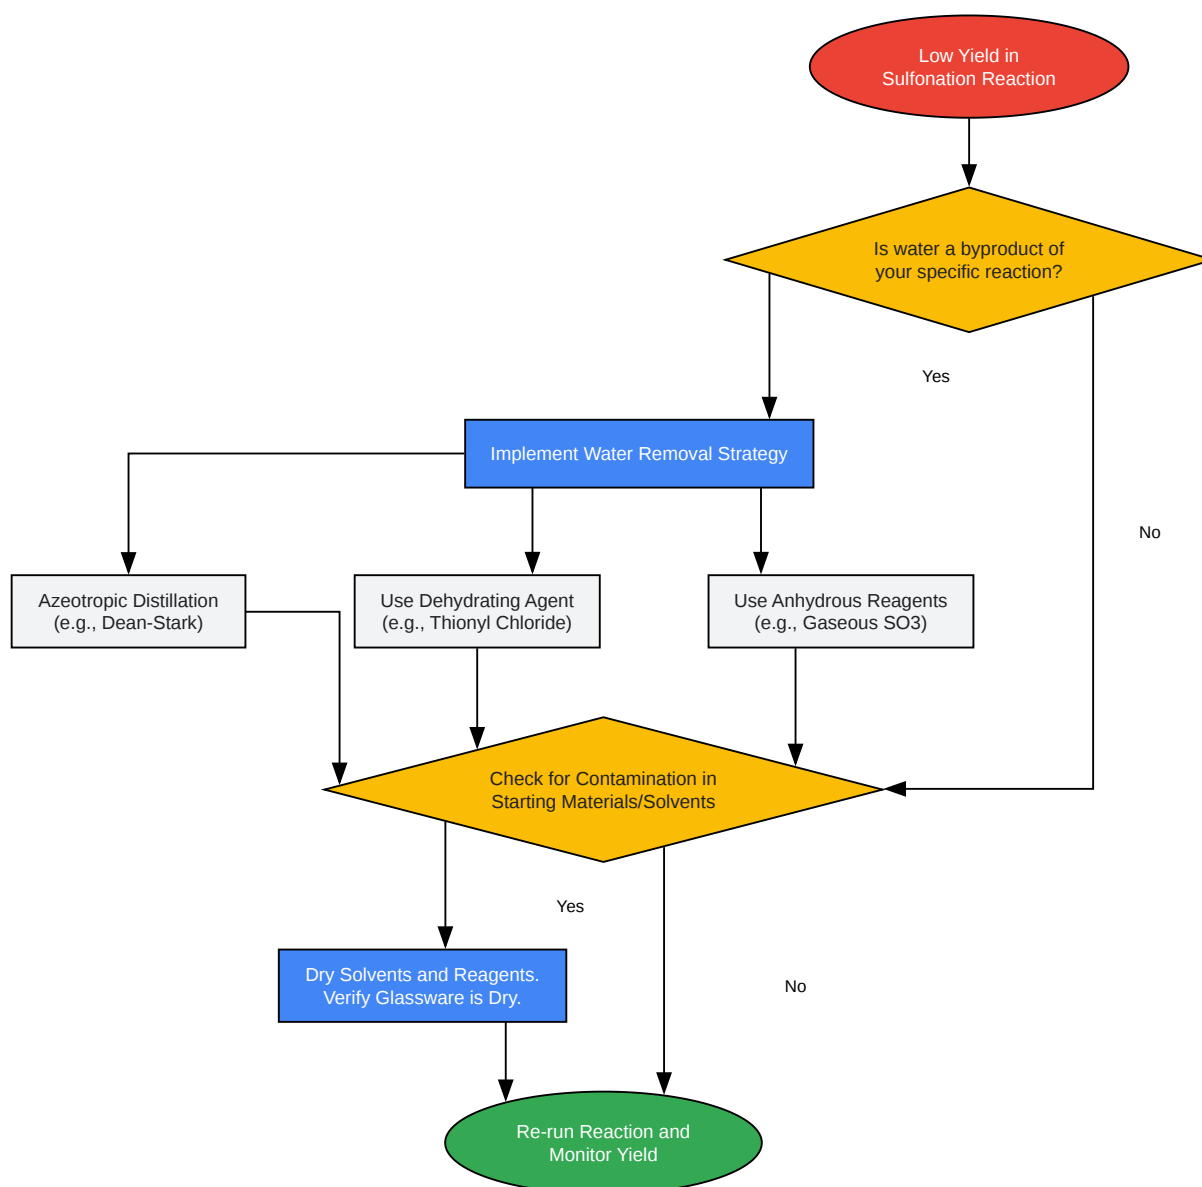 Low Yield in
Sulfonation Reaction
Is water a byproduct of
your specific reaction?
Yes
Implement Water Removal Strategy
No
Azeotropic Distillation
(e.g., Dean-Stark)
Use Dehydrating Agent
(e.g., Thionyl Chloride)
Use Anhydrous Reagents
(e.g., Gaseous SO3)
Check for Contamination in
Starting Materials/Solvents
Yes
Dry Solvents and Reagents.
Verify Glassware is Dry.
No
Re-run Reaction and
Monitor Yield